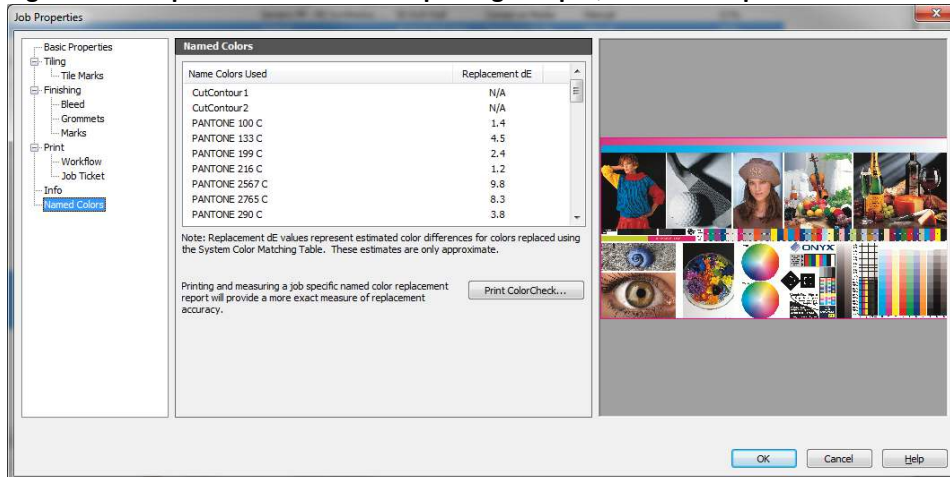 Job Properties
Basic Properties
Tiling
Tile Marks
Finishing
Bleed
Grommets
Marks
Print
Workflow
Job Ticket
Info
Named Colors
Named Colors
Name Colors Used Replacement dE
CutContour1 N/A
CutContour2 N/A
PANTONE 100 C 1.4
PANTONE 133 C 4.5
PANTONE 199 C 2.4
PANTONE 216 C 1.2
PANTONE 2567 C 9.8
PANTONE 2765 C 8.3
PANTONE 290 C 3.8
Note: Replacement dE values represent estimated color differences for colors replaced using
the System Color Matching Table. These estimates are only approximate.
Printing and measuring a job specific named color replacement
report will provide a more exact measure of replacement
accuracy.
Print ColorCheck...
ONYX
OK Cancel Help